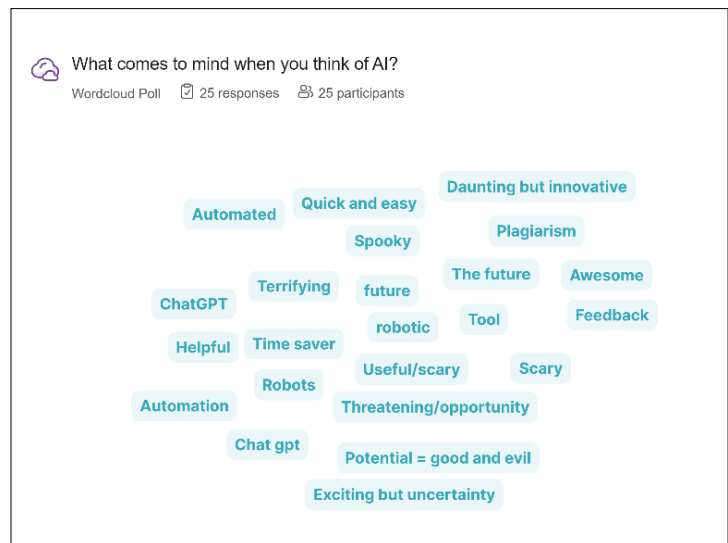 What comes to mind when you think of AI?
Wordcloud Poll 25 responses 25 participants
Daunting but innovative
Quick and easy
Automated
Plagiarism
Spooky
The future
Awesome
Terrifying
future
ChatGPT
Feedback
Tool
robotic
Time saver
Helpful
Useful/scary
Scary
Robots
Automation
Threatening/opportunity
Chat gpt
Potential = good and evil
Exciting but uncertainty